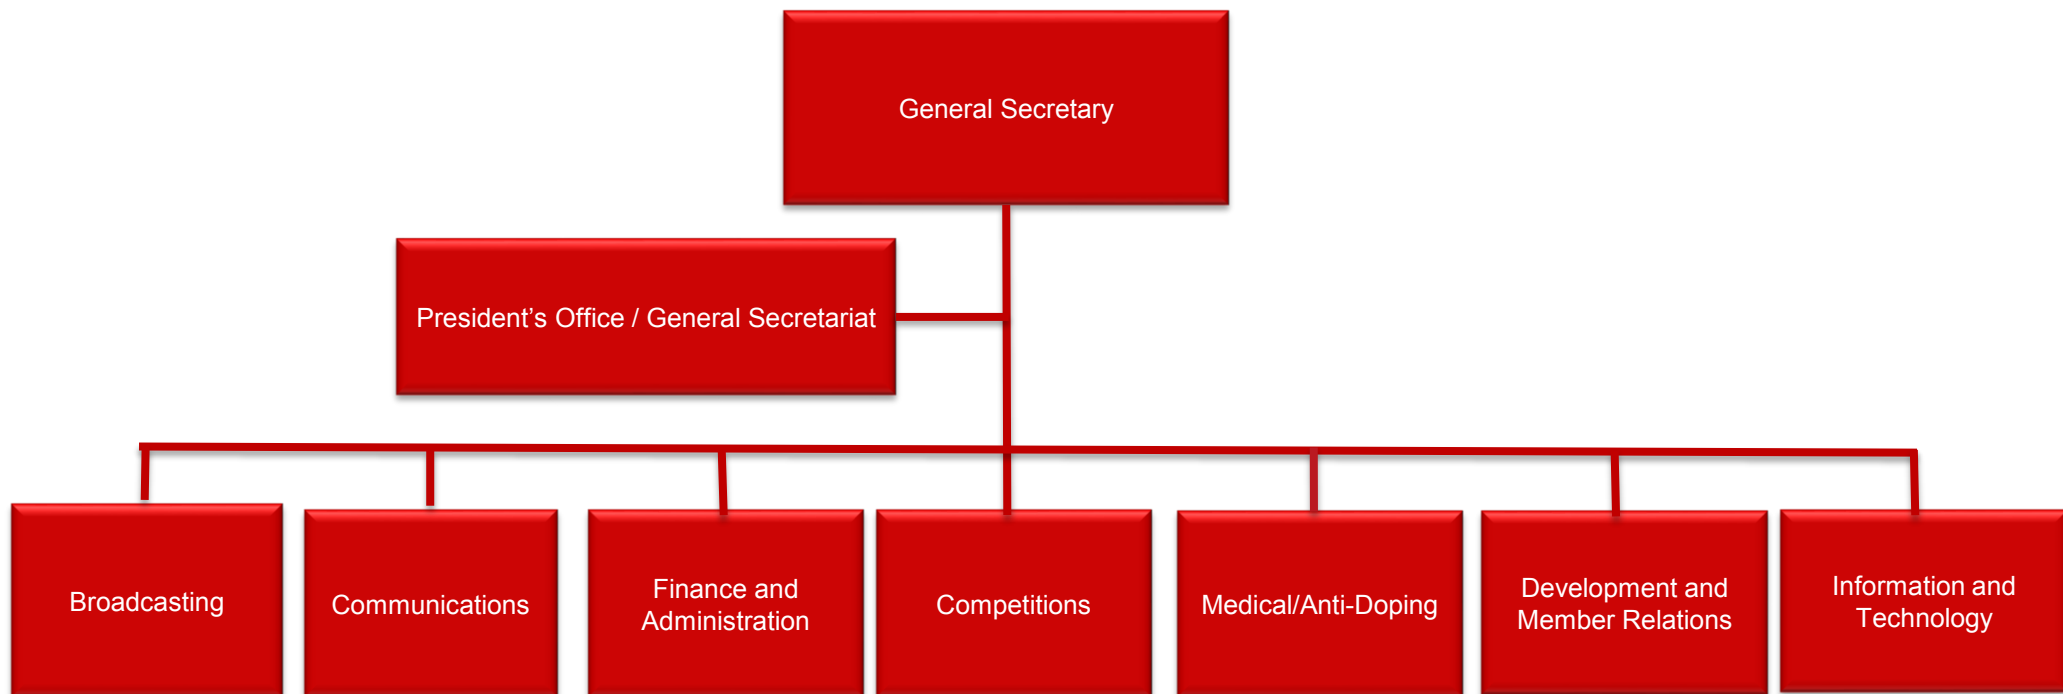 General Secretary
President’s Office / General Secretariat
Broadcasting
Communications
Finance and
Administration
Competitions
Medical/Anti-Doping
Development and
Member Relations
Information and
Technology